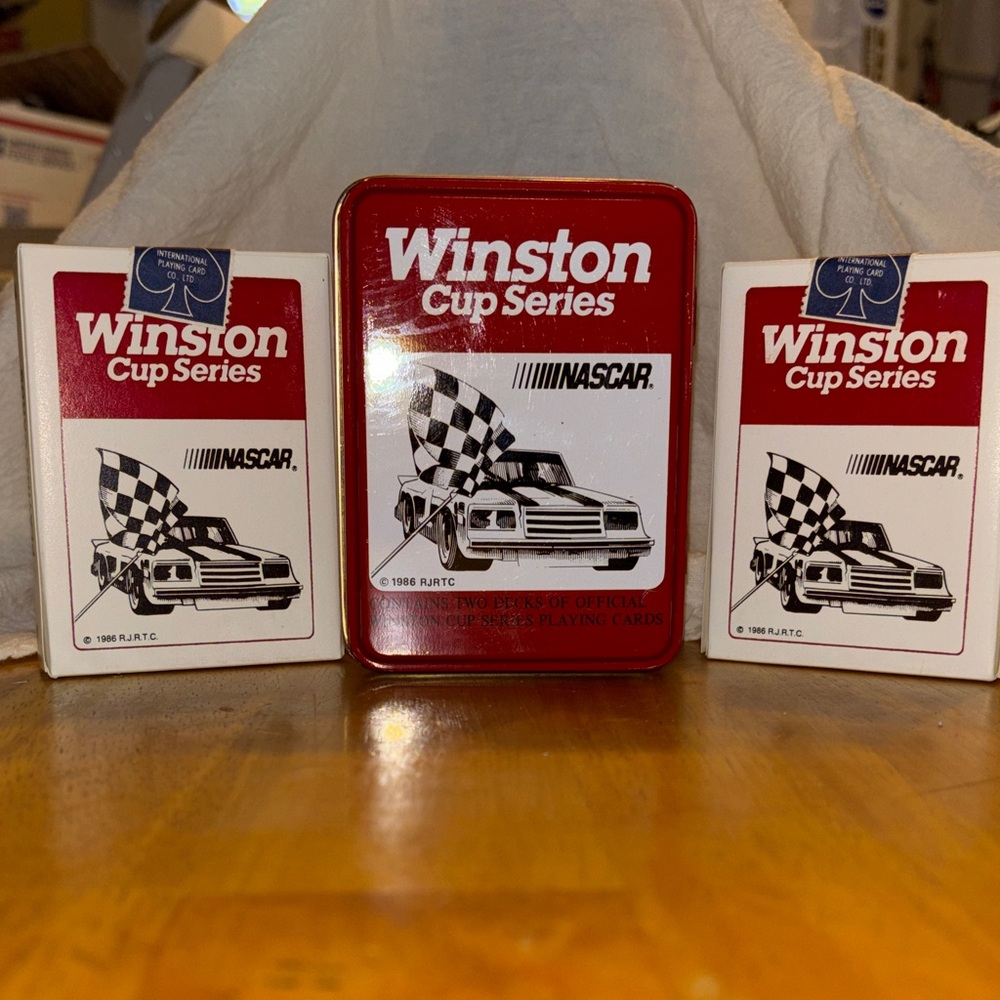 INTERNATIONAL
PLAYING CARD
CO. LTD.
Winston
Cup Series
NASCAR®
© 1986 R.J.R.T.C.
Winston
Cup Series
NASCAR®
© 1986 RJRTC
CONTAINS TWO DECKS OF OFFICIAL
WINSTON CUP SERIES PLAYING CARDS
INTERNATIONAL
PLAYING CARD
CO. LTD.
Winston
Cup Series
NASCAR®
© 1986 R.J.R.T.C.